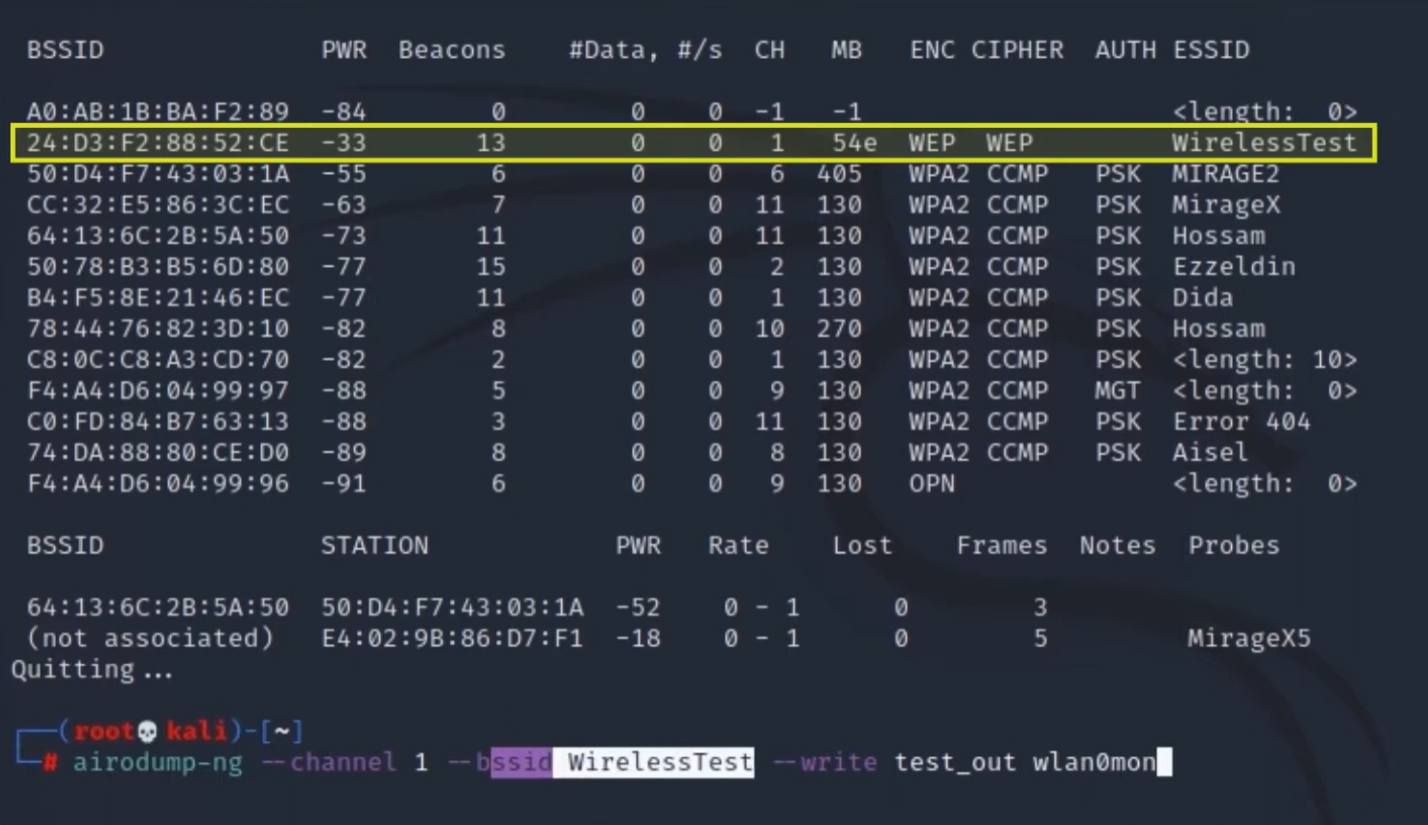 BSSID PWR Beacons #Data, #/s CH MB ENC CIPHER AUTH ESSID
A0:AB:1B:BA:F2:89 -84 0 0 0 -1 -1 <length: 0>
24:D3:F2:88:52:CE -33 13 0 0 1 54e WEP WEP WirelessTest
50:D4:F7:43:03:1A -55 6 0 0 6 405 WPA2 CCMP PSK MIRAGE2
CC:32:E5:86:3C:EC -63 7 0 0 11 130 WPA2 CCMP PSK MirageX
64:13:6C:2B:5A:50 -73 11 0 0 11 130 WPA2 CCMP PSK Hossam
50:78:B3:B5:6D:80 -77 15 0 0 2 130 WPA2 CCMP PSK Ezzeldin
B4:F5:8E:21:46:EC -77 11 0 0 1 130 WPA2 CCMP PSK Dida
78:44:76:82:3D:10 -82 8 0 0 10 270 WPA2 CCMP PSK Hossam
C8:0C:C8:A3:CD:70 -82 2 0 0 1 130 WPA2 CCMP PSK <length: 10>
F4:A4:D6:04:99:97 -88 5 0 0 9 130 WPA2 CCMP MGT <length: 0>
C0:FD:84:B7:63:13 -88 3 0 0 11 130 WPA2 CCMP PSK Error 404
74:DA:88:80:CE:D0 -89 8 0 0 8 130 WPA2 CCMP PSK Aisel
F4:A4:D6:04:99:96 -91 6 0 0 9 130 OPN <length: 0>
BSSID STATION PWR Rate Lost Frames Notes Probes
64:13:6C:2B:5A:50 50:D4:F7:43:03:1A -52 0 - 1 0 3
(not associated) E4:02:9B:86:D7:F1 -18 0 - 1 0 5 MirageX5
Quitting...
(root💀kali)-[~]
# airodump-ng --channel 1 --bssid WirelessTest --write test_out wlan0mon